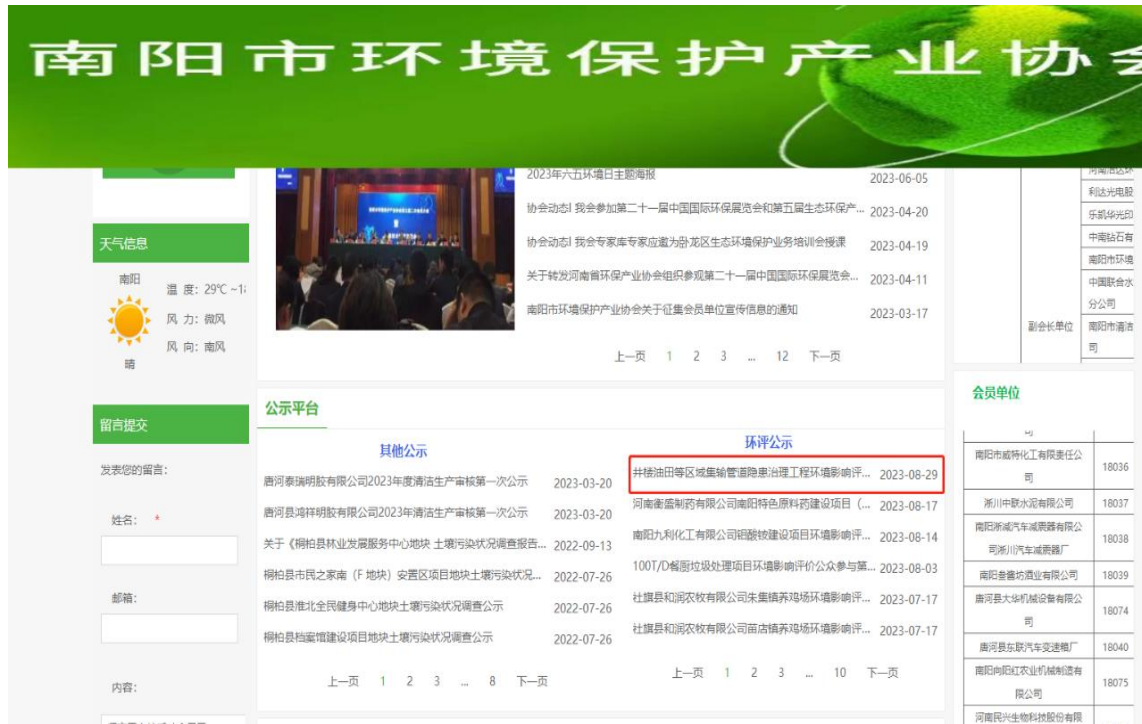 南阳市环境保护产业协
2023年六五环境日主题海报 2023-06-05
协会动态I 我会参加第二十一届中国国际环保展览会和第五届生态环保产... 2023-04-20
协会动态I 我会专家库专家应邀为卧龙区生态环境保护业务培训会授课 2023-04-19
关于转发河南省环保产业协会组织参观第二十一届中国国际环保展览会... 2023-04-11
南阳市环境保护产业协会关于征集会员单位宣传信息的通知 2023-03-17
上一页 1 2 3 ... 12 下一页
天气信息
南阳
温 度: 29℃ ~1
风 力: 微风
风 向: 南风
晴
留言提交
发表您的留言:
姓名: *
邮箱:
内容:
公示平台
其他公示
唐河泰瑞明胶有限公司2023年度清洁生产审核第一次公示 2023-03-20
唐河县鸿祥明胶有限公司2023年清洁生产审核第一次公示 2023-03-20
关于《桐柏县林业发展服务中心地块 土壤污染状况调查报告... 2022-09-13
桐柏县市民之家南（F 地块）安置区项目地块土壤污染状况... 2022-07-26
桐柏县淮北全民健身中心地块土壤污染状况调查公示 2022-07-26
桐柏县档案馆建设项目地块土壤污染状况调查公示 2022-07-26
上一页 1 2 3 ... 8 下一页
环评公示
井楼油田等区域集输管道隐患治理工程环境影响评... 2023-08-29
河南衡盛制药有限公司南阳特色原料药建设项目（... 2023-08-17
南阳九利化工有限公司钼酸铵建设项目环境影响评... 2023-08-14
100T/D餐厨垃圾处理项目环境影响评价公众参与第... 2023-08-03
社旗县和润农牧有限公司朱集镇养鸡场环境影响评... 2023-07-17
社旗县和润农牧有限公司苗店镇养鸡场环境影响评... 2023-07-17
上一页 1 2 3 ... 10 下一页
利达光电股
乐凯华光印
中南钻石有
南阳市环境
中国联合水
分公司
副会长单位
南阳市清洁
司
会员单位
南阳市威特化工有限责任公
司 18036
淅川中联水泥有限公司 18037
南阳淅减汽车减震器有限公
司淅川汽车减震器厂 18038
南阳奤酱坊酒业有限公司 18039
唐河县大华机械设备有限公
司 18074
唐河县东联汽车变速箱厂 18040
南阳向阳红农业机械制造有
限公司 18075
河南民兴生物科技股份有限